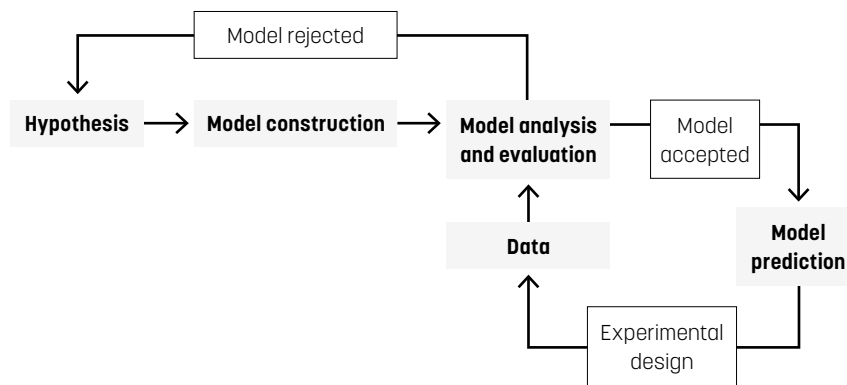 Model rejected
Hypothesis
Model construction
Model analysis
and evaluation
Model
accepted
Data
Model
prediction
Experimental
design